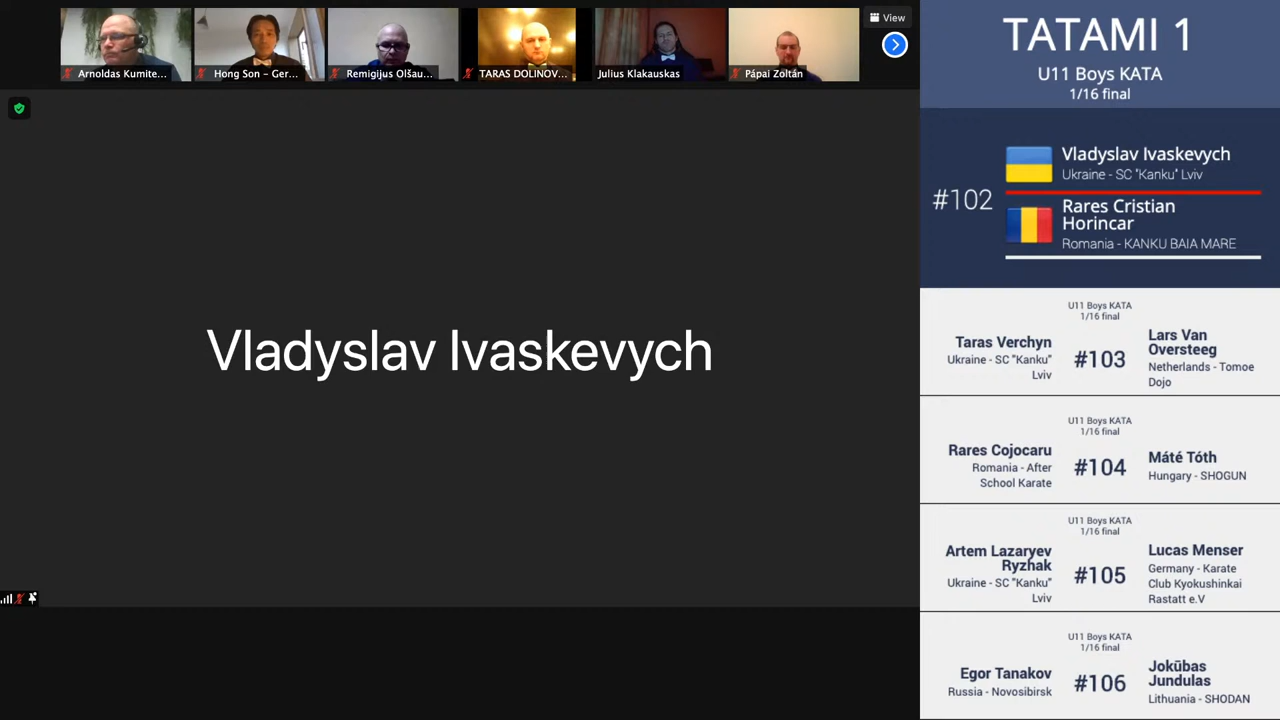 Arnoldas Kumite...
Hong Son - Ger...
Remigijus Olšau...
TARAS DOLINOV...
Julius Klakauskas
Pápai Zoltán
View
Vladyslav Ivaskevych
TATAMI 1
U11 Boys KATA
1/16 final
#102
Vladyslav Ivaskevych
Ukraine - SC "Kanku" Lviv
Rares Cristian
Horincar
Romania - KANKU BAIA MARE
U11 Boys KATA
1/16 final
Taras Verchyn
Ukraine - SC "Kanku"
Lviv
#103
Lars Van
Oversteeg
Netherlands - Tomoe
Dojo
U11 Boys KATA
1/16 final
Rares Cojocaru
Romania - After
School Karate
#104
Máté Tóth
Hungary - SHOGUN
U11 Boys KATA
1/16 final
Artem Lazaryev
Ryzhak
Ukraine - SC "Kanku"
Lviv
#105
Lucas Menser
Germany - Karate
Club Kyokushinkai
Rastatt e.V
U11 Boys KATA
1/16 final
Egor Tanakov
Russia - Novosibirsk
#106
Jokūbas
Jundulas
Lithuania - SHODAN